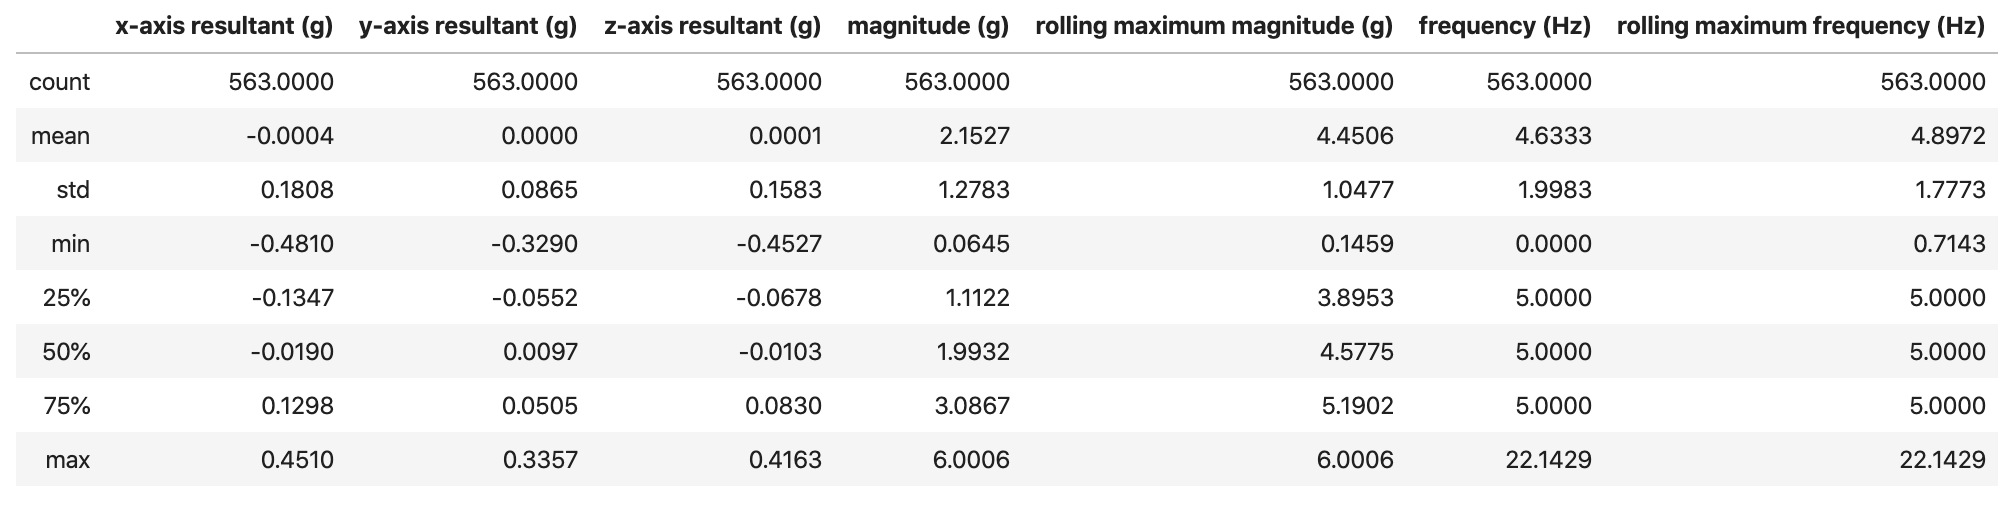 x-axis resultant (g) y-axis resultant (g) z-axis resultant (g) magnitude (g) rolling maximum magnitude (g) frequency (Hz) rolling maximum frequency (Hz)
count 563.0000 563.0000 563.0000 563.0000 563.0000 563.0000 563.0000
mean -0.0004 0.0000 0.0001 2.1527 4.4506 4.6333 4.8972
std 0.1808 0.0865 0.1583 1.2783 1.0477 1.9983 1.7773
min -0.4810 -0.3290 -0.4527 0.0645 0.1459 0.0000 0.7143
25% -0.1347 -0.0552 -0.0678 1.1122 3.8953 5.0000 5.0000
50% -0.0190 0.0097 -0.0103 1.9932 4.5775 5.0000 5.0000
75% 0.1298 0.0505 0.0830 3.0867 5.1902 5.0000 5.0000
max 0.4510 0.3357 0.4163 6.0006 6.0006 22.1429 22.1429